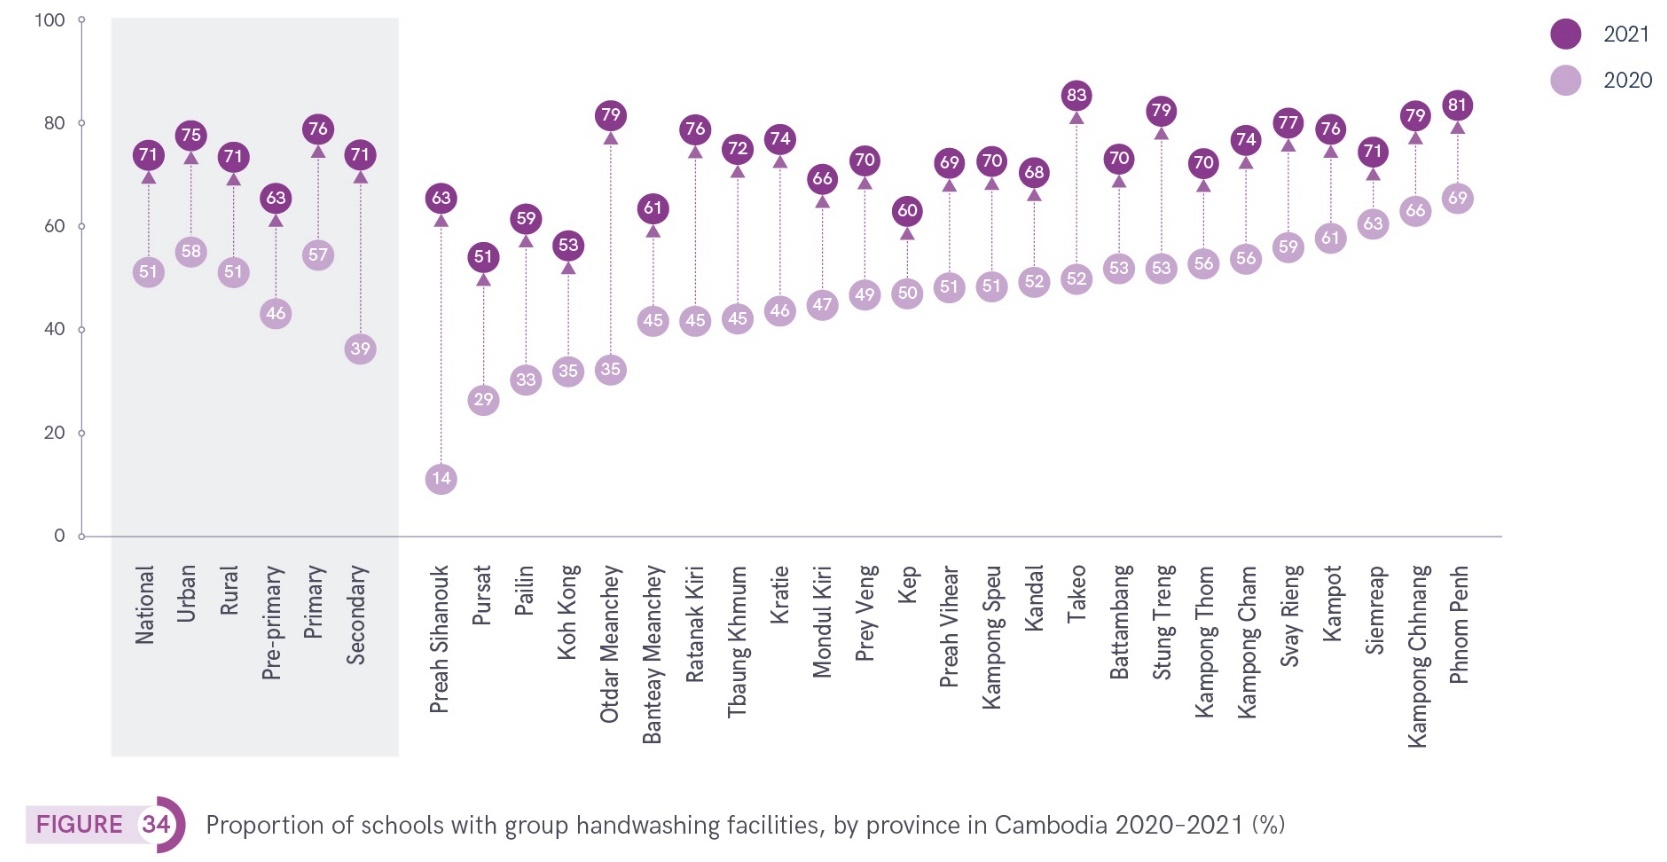 100
80
60
40
20
0
2021
2020
71 75 71 63 76 71 63 51 59 53 79 61 76 72 74 66 70 60 69 70 68 83 70 79 70 74 77 76 71 79 81
51 58 51 46 57 39 14 29 33 35 35 45 45 45 46 47 49 50 51 51 52 52 53 53 56 56 59 61 63 66 69
National
Urban
Rural
Pre-primary
Primary
Secondary
Preah Sihanouk
Pursat
Pailin
Koh Kong
Otdar Meanchey
Banteay Meanchey
Ratanak Kiri
Tbaung Khmum
Kratie
Mondul Kiri
Prey Veng
Kep
Preah Vihear
Kampong Speu
Kandal
Takeo
Battambang
Stung Treng
Kampong Thom
Kampong Cham
Svay Rieng
Kampot
Siemreap
Kampong Chhnang
Phnom Penh
FIGURE 34 Proportion of schools with group handwashing facilities, by province in Cambodia 2020-2021 (%)